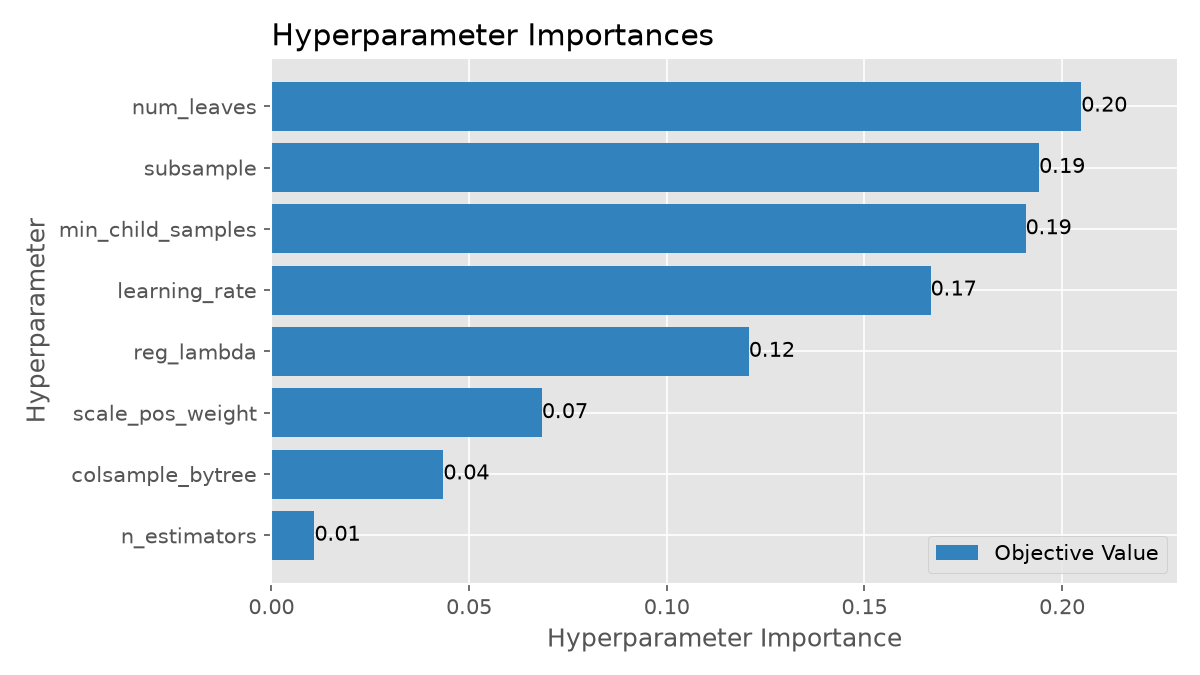 Hyperparameter Importances
Hyperparameter
num_leaves 0.20
subsample 0.19
min_child_samples 0.19
learning_rate 0.17
reg_lambda 0.12
scale_pos_weight 0.07
colsample_bytree 0.04
n_estimators 0.01
Objective Value
0.00 0.05 0.10 0.15 0.20
Hyperparameter Importance